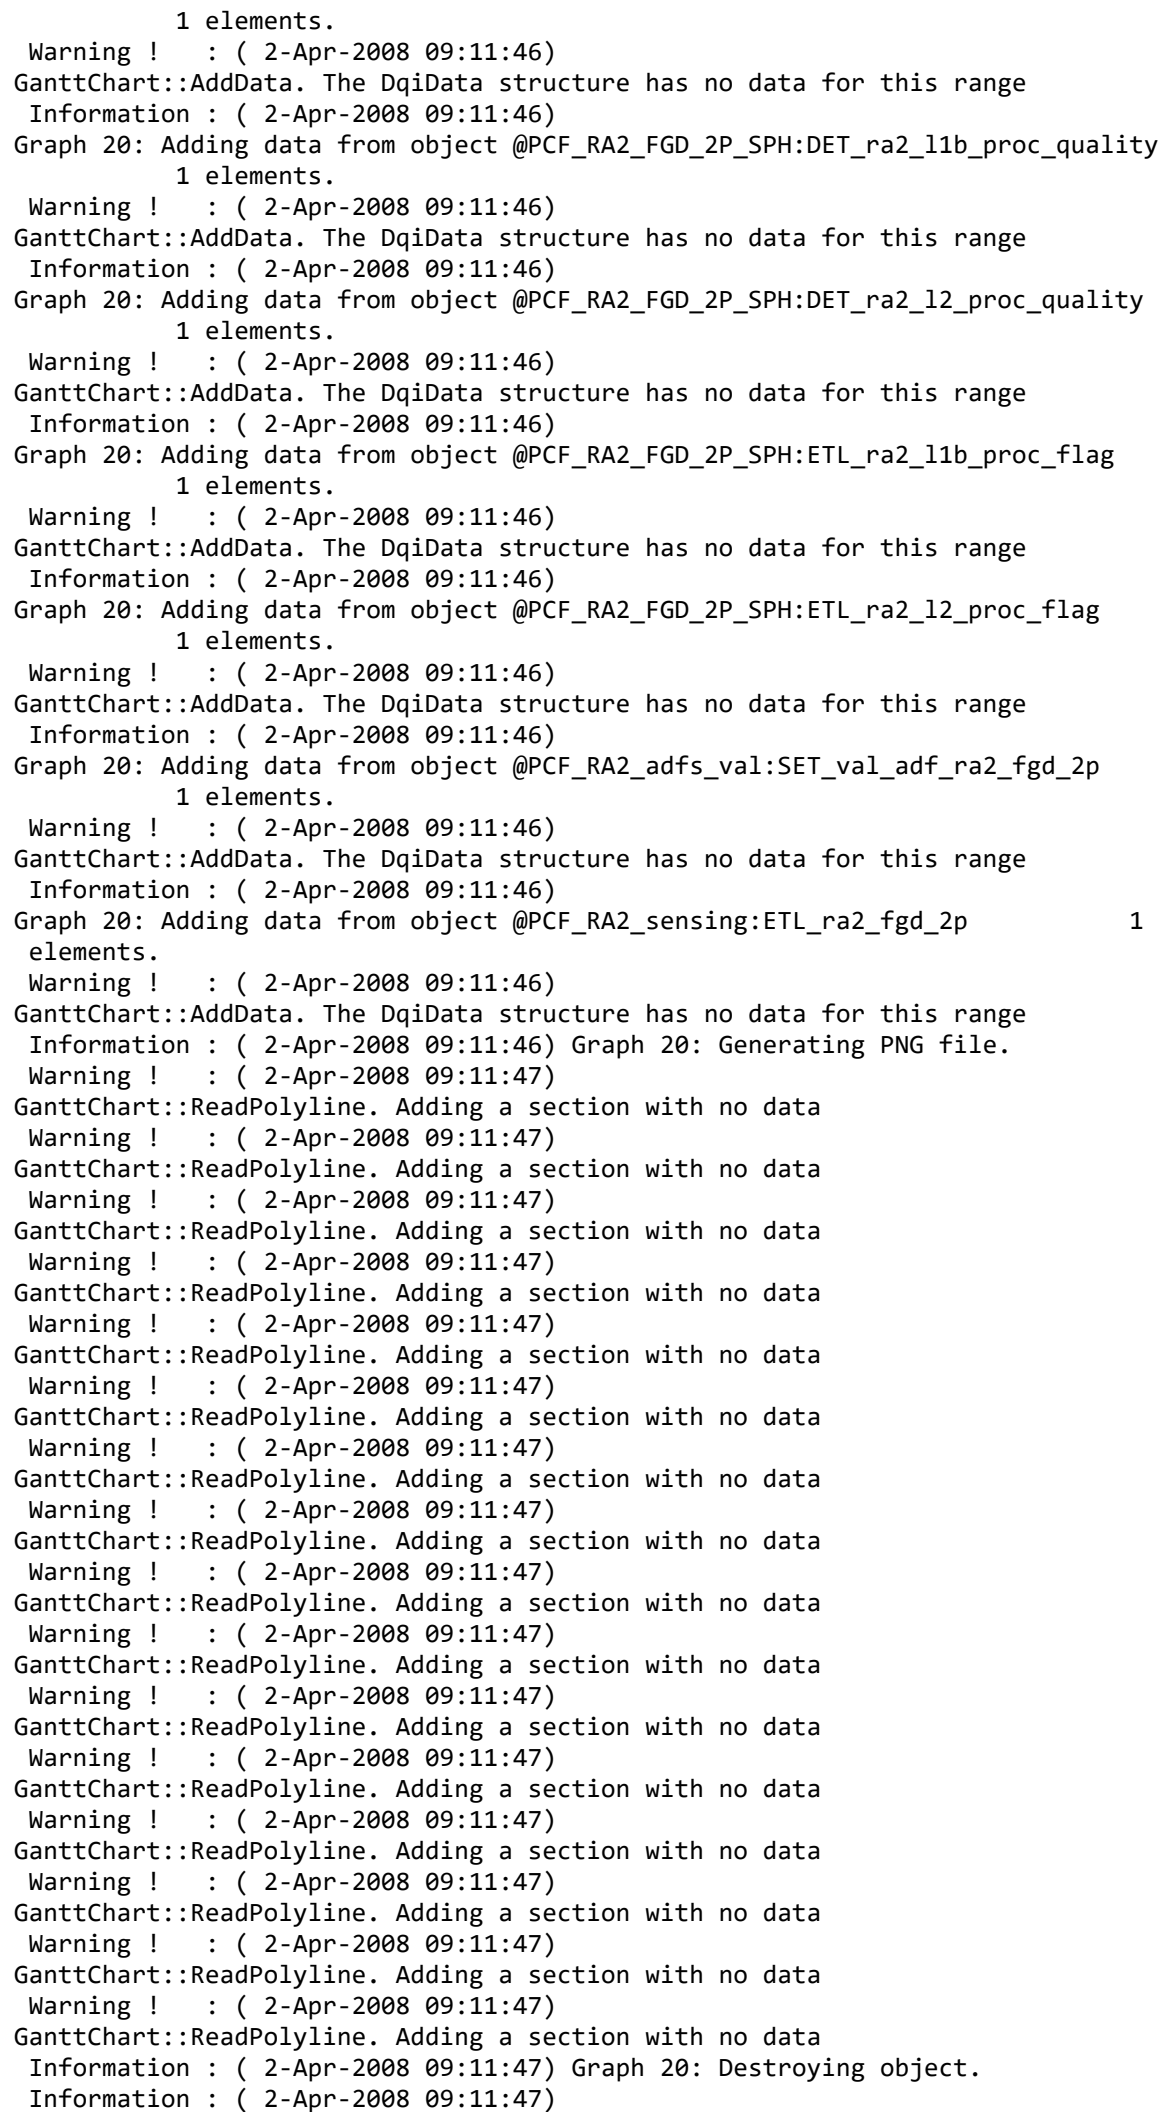 1 elements.
Warning !   : ( 2-Apr-2008 09:11:46)
GanttChart::AddData. The DqiData structure has no data for this range
Information : ( 2-Apr-2008 09:11:46)
Graph 20: Adding data from object @PCF_RA2_FGD_2P_SPH:DET_ra2_l1b_proc_quality
1 elements.
Warning !   : ( 2-Apr-2008 09:11:46)
GanttChart::AddData. The DqiData structure has no data for this range
Information : ( 2-Apr-2008 09:11:46)
Graph 20: Adding data from object @PCF_RA2_FGD_2P_SPH:DET_ra2_l2_proc_quality
1 elements.
Warning !   : ( 2-Apr-2008 09:11:46)
GanttChart::AddData. The DqiData structure has no data for this range
Information : ( 2-Apr-2008 09:11:46)
Graph 20: Adding data from object @PCF_RA2_FGD_2P_SPH:ETL_ra2_l1b_proc_flag
1 elements.
Warning !   : ( 2-Apr-2008 09:11:46)
GanttChart::AddData. The DqiData structure has no data for this range
Information : ( 2-Apr-2008 09:11:46)
Graph 20: Adding data from object @PCF_RA2_FGD_2P_SPH:ETL_ra2_l2_proc_flag
1 elements.
Warning !   : ( 2-Apr-2008 09:11:46)
GanttChart::AddData. The DqiData structure has no data for this range
Information : ( 2-Apr-2008 09:11:46)
Graph 20: Adding data from object @PCF_RA2_adfs_val:SET_val_adf_ra2_fgd_2p
1 elements.
Warning !   : ( 2-Apr-2008 09:11:46)
GanttChart::AddData. The DqiData structure has no data for this range
Information : ( 2-Apr-2008 09:11:46)
Graph 20: Adding data from object @PCF_RA2_sensing:ETL_ra2_fgd_2p           1
elements.
Warning !   : ( 2-Apr-2008 09:11:46)
GanttChart::AddData. The DqiData structure has no data for this range
Information : ( 2-Apr-2008 09:11:46) Graph 20: Generating PNG file.
Warning !   : ( 2-Apr-2008 09:11:47)
GanttChart::ReadPolyline. Adding a section with no data
Warning !   : ( 2-Apr-2008 09:11:47)
GanttChart::ReadPolyline. Adding a section with no data
Warning !   : ( 2-Apr-2008 09:11:47)
GanttChart::ReadPolyline. Adding a section with no data
Warning !   : ( 2-Apr-2008 09:11:47)
GanttChart::ReadPolyline. Adding a section with no data
Warning !   : ( 2-Apr-2008 09:11:47)
GanttChart::ReadPolyline. Adding a section with no data
Warning !   : ( 2-Apr-2008 09:11:47)
GanttChart::ReadPolyline. Adding a section with no data
Warning !   : ( 2-Apr-2008 09:11:47)
GanttChart::ReadPolyline. Adding a section with no data
Warning !   : ( 2-Apr-2008 09:11:47)
GanttChart::ReadPolyline. Adding a section with no data
Warning !   : ( 2-Apr-2008 09:11:47)
GanttChart::ReadPolyline. Adding a section with no data
Warning !   : ( 2-Apr-2008 09:11:47)
GanttChart::ReadPolyline. Adding a section with no data
Warning !   : ( 2-Apr-2008 09:11:47)
GanttChart::ReadPolyline. Adding a section with no data
Warning !   : ( 2-Apr-2008 09:11:47)
GanttChart::ReadPolyline. Adding a section with no data
Warning !   : ( 2-Apr-2008 09:11:47)
GanttChart::ReadPolyline. Adding a section with no data
Warning !   : ( 2-Apr-2008 09:11:47)
GanttChart::ReadPolyline. Adding a section with no data
Warning !   : ( 2-Apr-2008 09:11:47)
GanttChart::ReadPolyline. Adding a section with no data
Warning !   : ( 2-Apr-2008 09:11:47)
GanttChart::ReadPolyline. Adding a section with no data
Information : ( 2-Apr-2008 09:11:47) Graph 20: Destroying object.
Information : ( 2-Apr-2008 09:11:47)